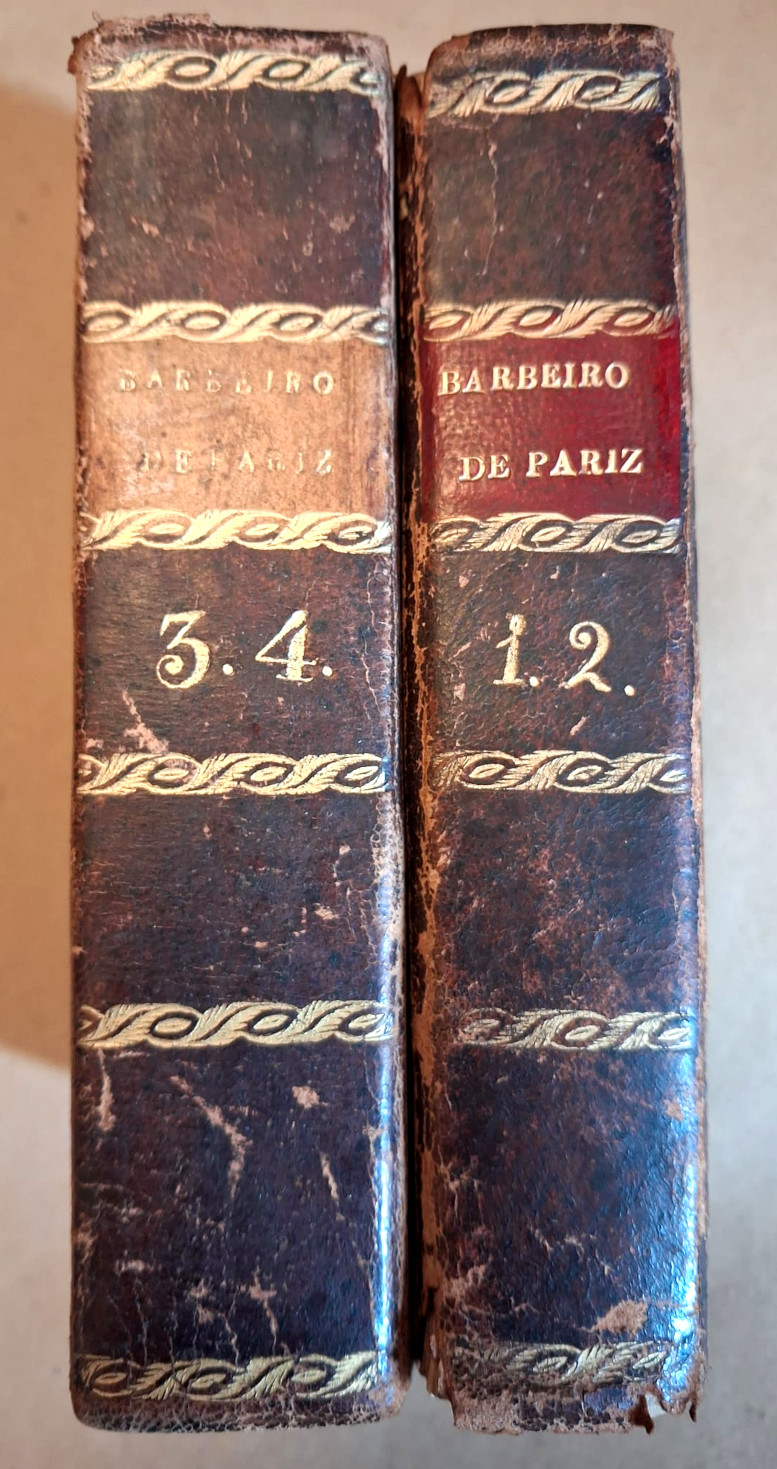 BARBEIRO
DE PARIZ
3. 4.
BARBEIRO
DE PARIZ
1. 2.